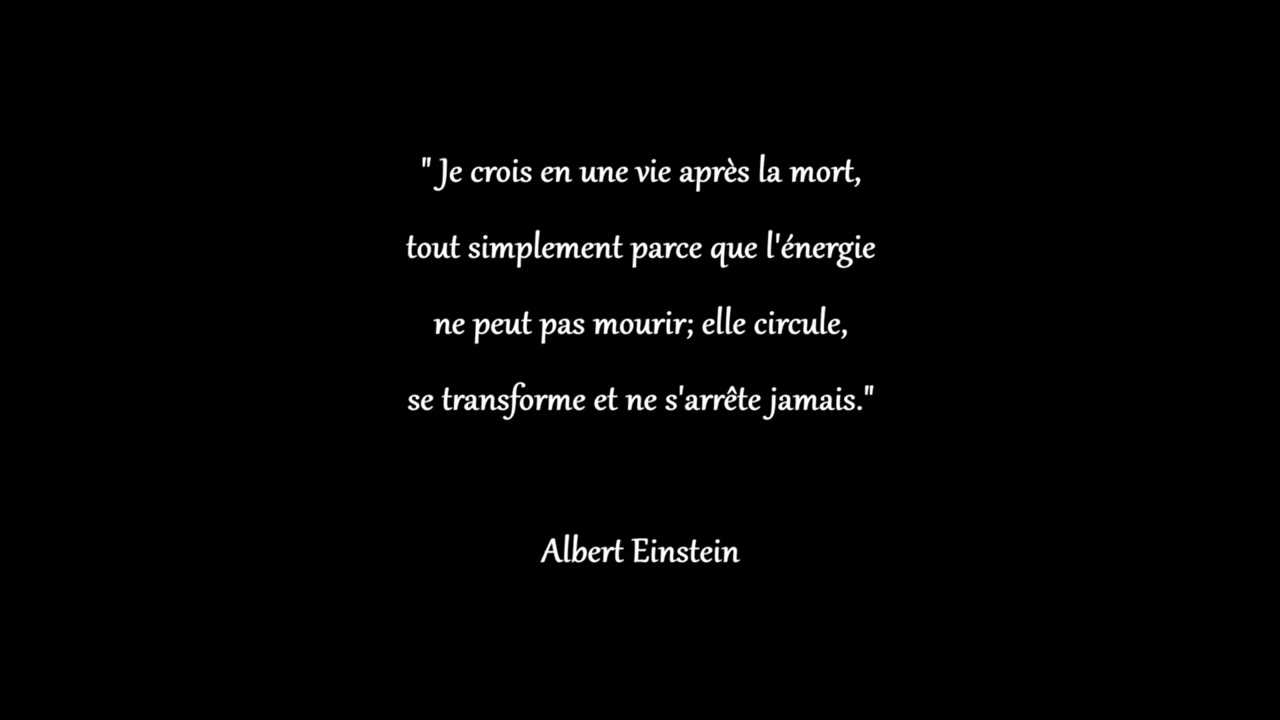 " Je crois en une vie après la mort,
tout simplement parce que l'énergie
ne peut pas mourir; elle circule,
se transforme et ne s'arrête jamais."
Albert Einstein